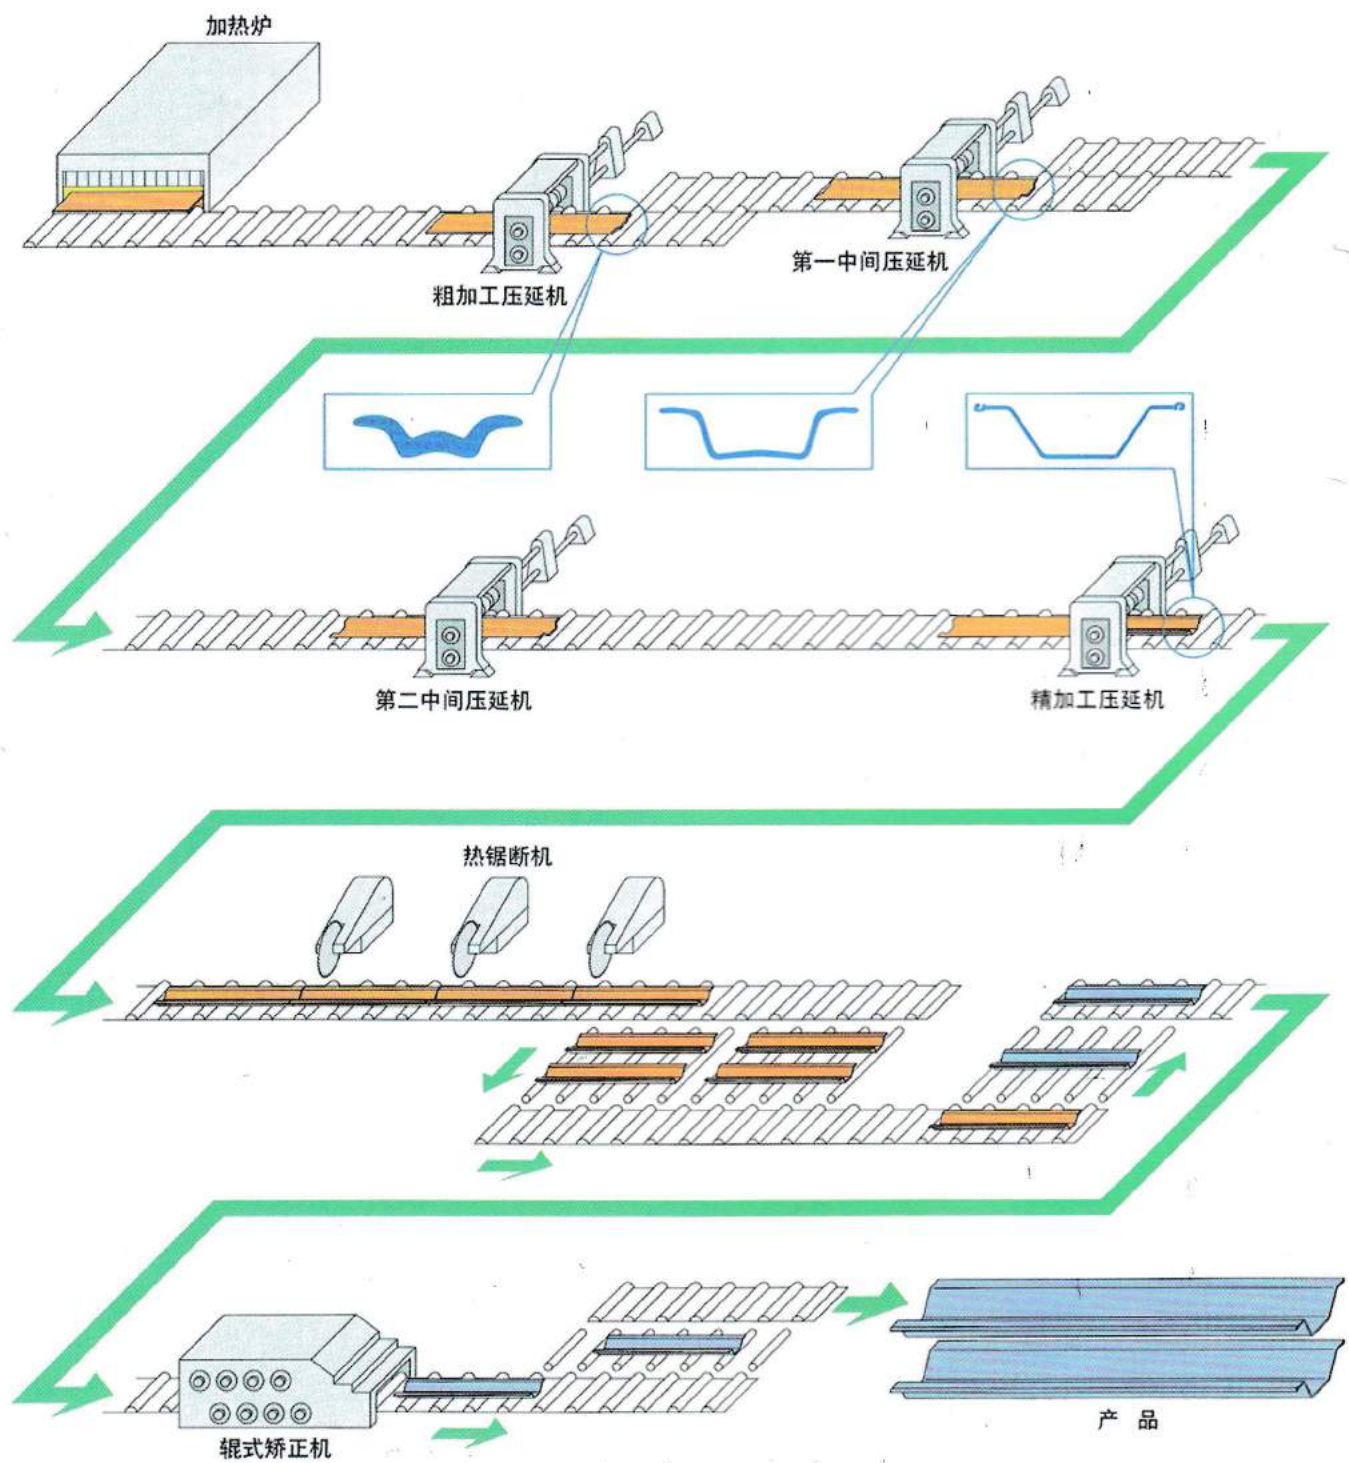 加热炉
粗加工压延机
第一中间压延机
第二中间压延机
精加工压延机
热锯断机
辊式矫正机
产 品